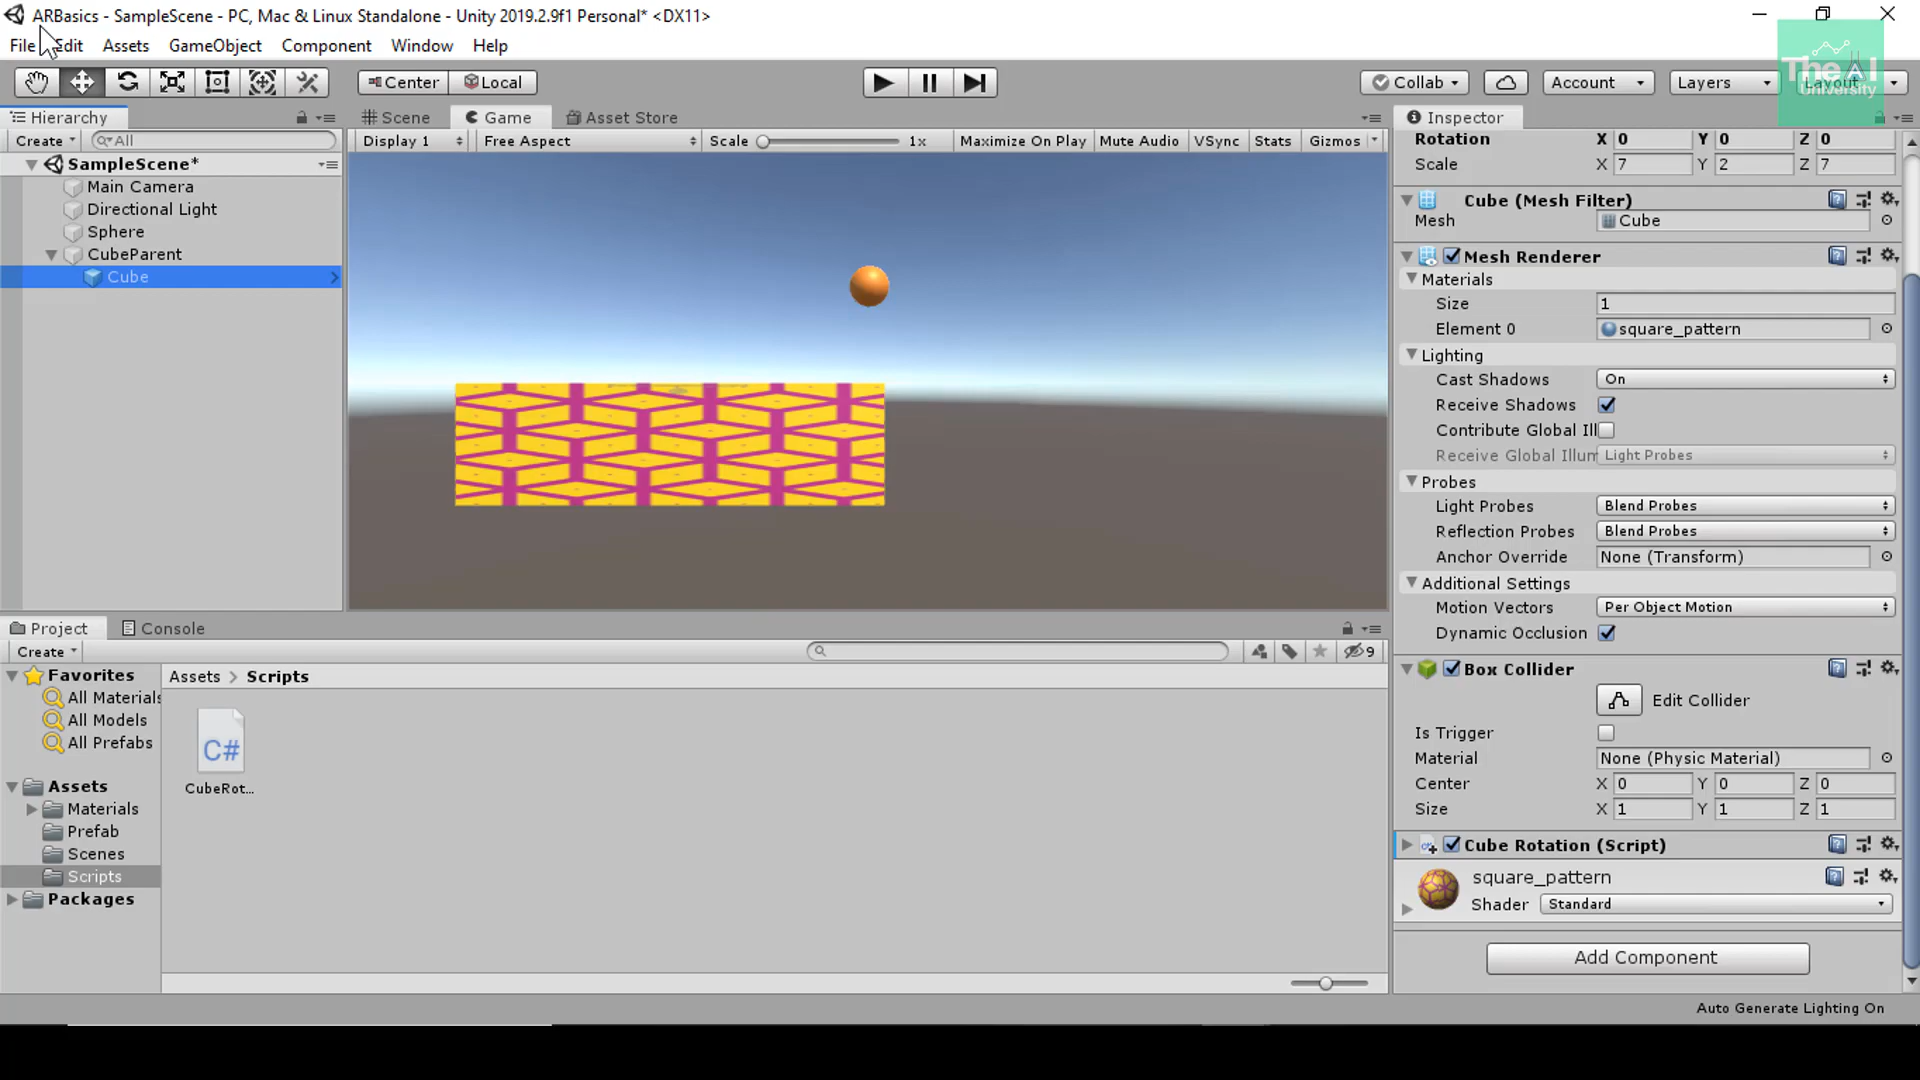 ARBasics - SampleScene - PC, Mac & Linux Standalone - Unity 2019.2.9f1 Personal* <DX11>
File Edit Assets GameObject Component Window Help
Center Local Collab Account Layers Layout
The AI University
Hierarchy
Create All
SampleScene*
Main Camera
Directional Light
Sphere
CubeParent
Cube
Scene Game Asset Store
Display 1 Free Aspect Scale 1x Maximize On Play Mute Audio VSync Stats Gizmos
Inspector
Rotation X 0 Y 0 Z 0
Scale X 7 Y 2 Z 7
Cube (Mesh Filter)
Mesh Cube
Mesh Renderer
Materials
Size 1
Element 0 square_pattern
Lighting
Cast Shadows On
Receive Shadows
Contribute Global Ill
Receive Global Illum Light Probes
Probes
Light Probes Blend Probes
Reflection Probes Blend Probes
Anchor Override None (Transform)
Additional Settings
Motion Vectors Per Object Motion
Dynamic Occlusion
Box Collider
Edit Collider
Is Trigger
Material None (Physic Material)
Center X 0 Y 0 Z 0
Size X 1 Y 1 Z 1
Cube Rotation (Script)
square_pattern
Shader Standard
Add Component
Project Console
Create
9
Favorites
All Materials
All Models
All Prefabs
Assets
Materials
Prefab
Scenes
Scripts
Packages
Assets > Scripts
C#
CubeRot...
Auto Generate Lighting On